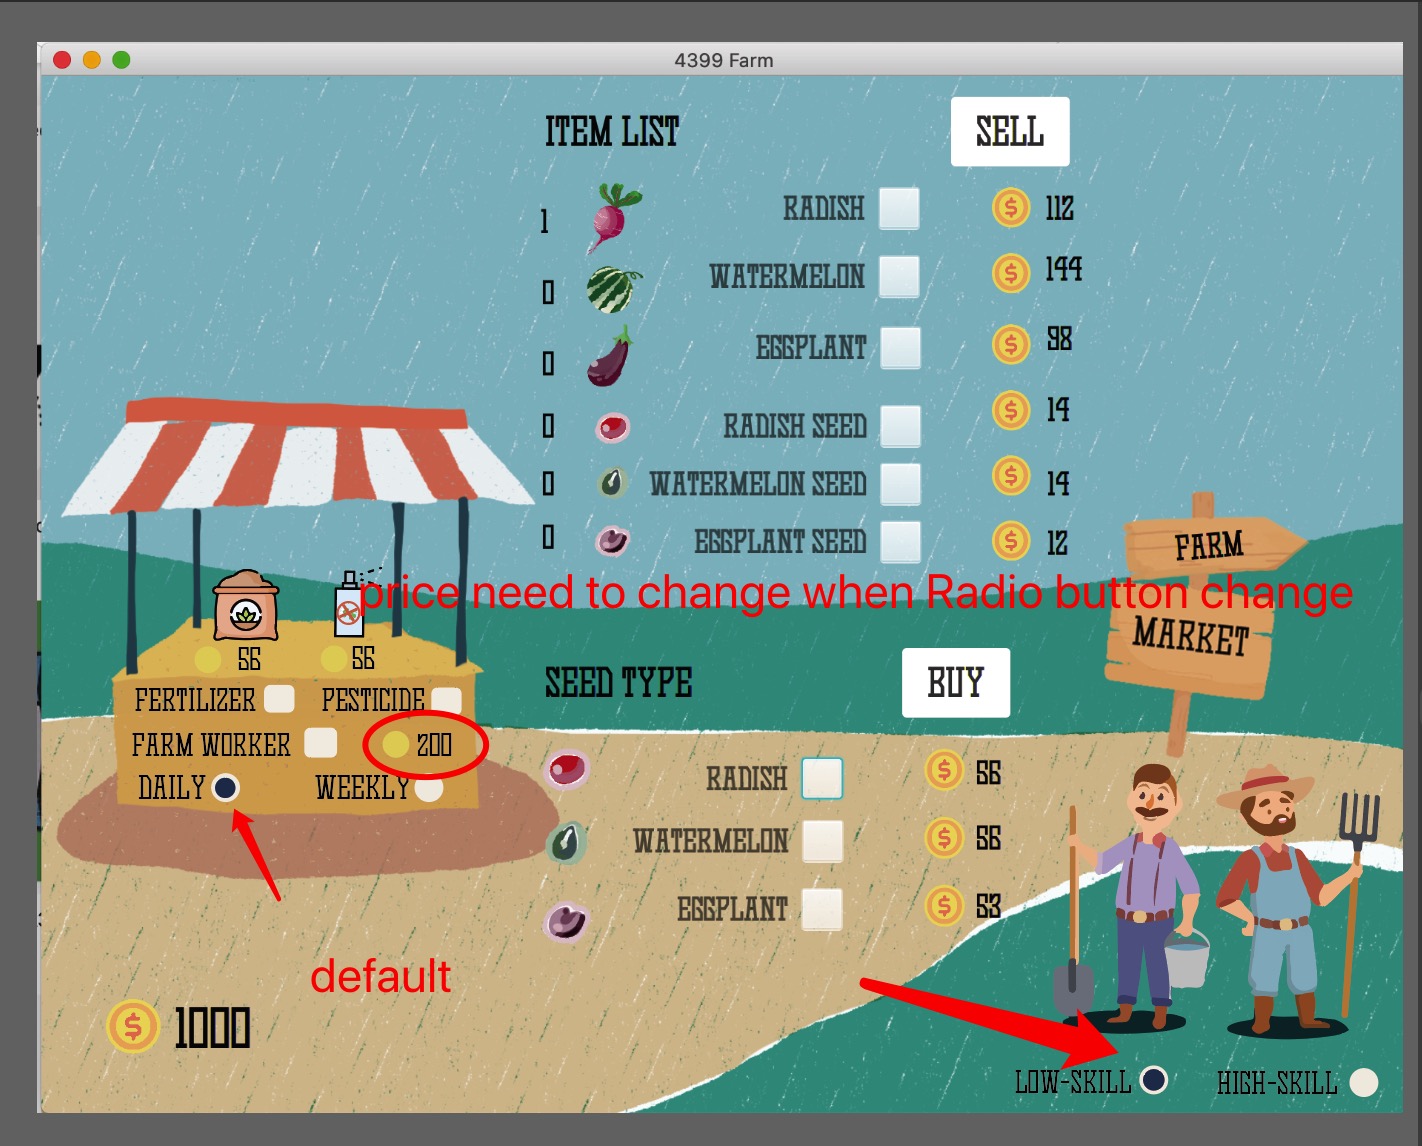 4399 Farm
ITEM LIST
SELL
1
RADISH
112
0
WATERMELON
144
0
EGGPLANT
98
0
RADISH SEED
14
0
WATERMELON SEED
14
0
EGGPLANT SEED
12
FARM
MARKET
price need to change when Radio button change
56
56
FERTILIZER
PESTICIDE
FARM WORKER
200
DAILY
WEEKLY
SEED TYPE
BUY
RADISH
56
WATERMELON
56
EGGPLANT
53
default
$ 1000
LOW-SKILL
HIGH-SKILL